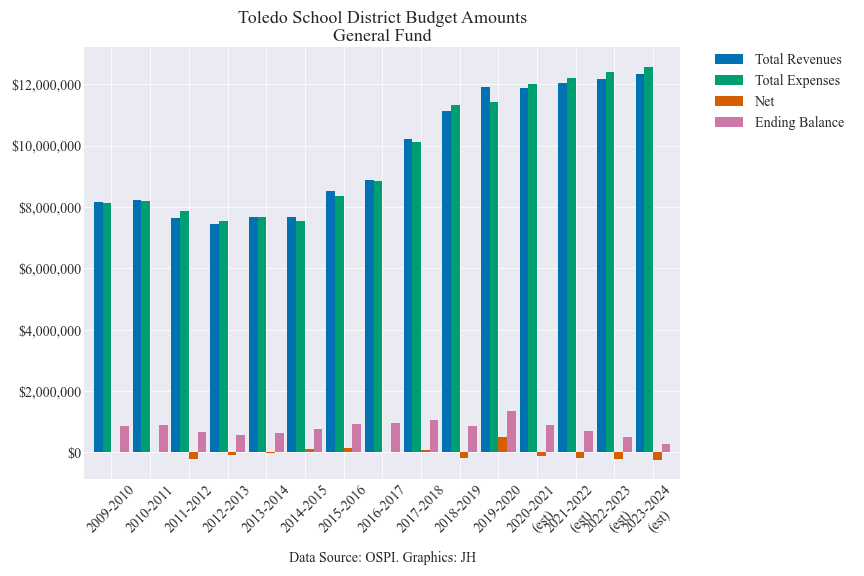 Toledo School District Budget Amounts
General Fund
Total Revenues
Total Expenses
Net
Ending Balance
$12,000,000
$10,000,000
$8,000,000
$6,000,000
$4,000,000
$2,000,000
$0
2009-2010
2010-2011
2011-2012
2012-2013
2013-2014
2014-2015
2015-2016
2016-2017
2017-2018
2018-2019
2019-2020
2020-2021
(est)
2021-2022
(est)
2022-2023
(est)
2023-2024
(est)
Data Source: OSPI. Graphics: JH